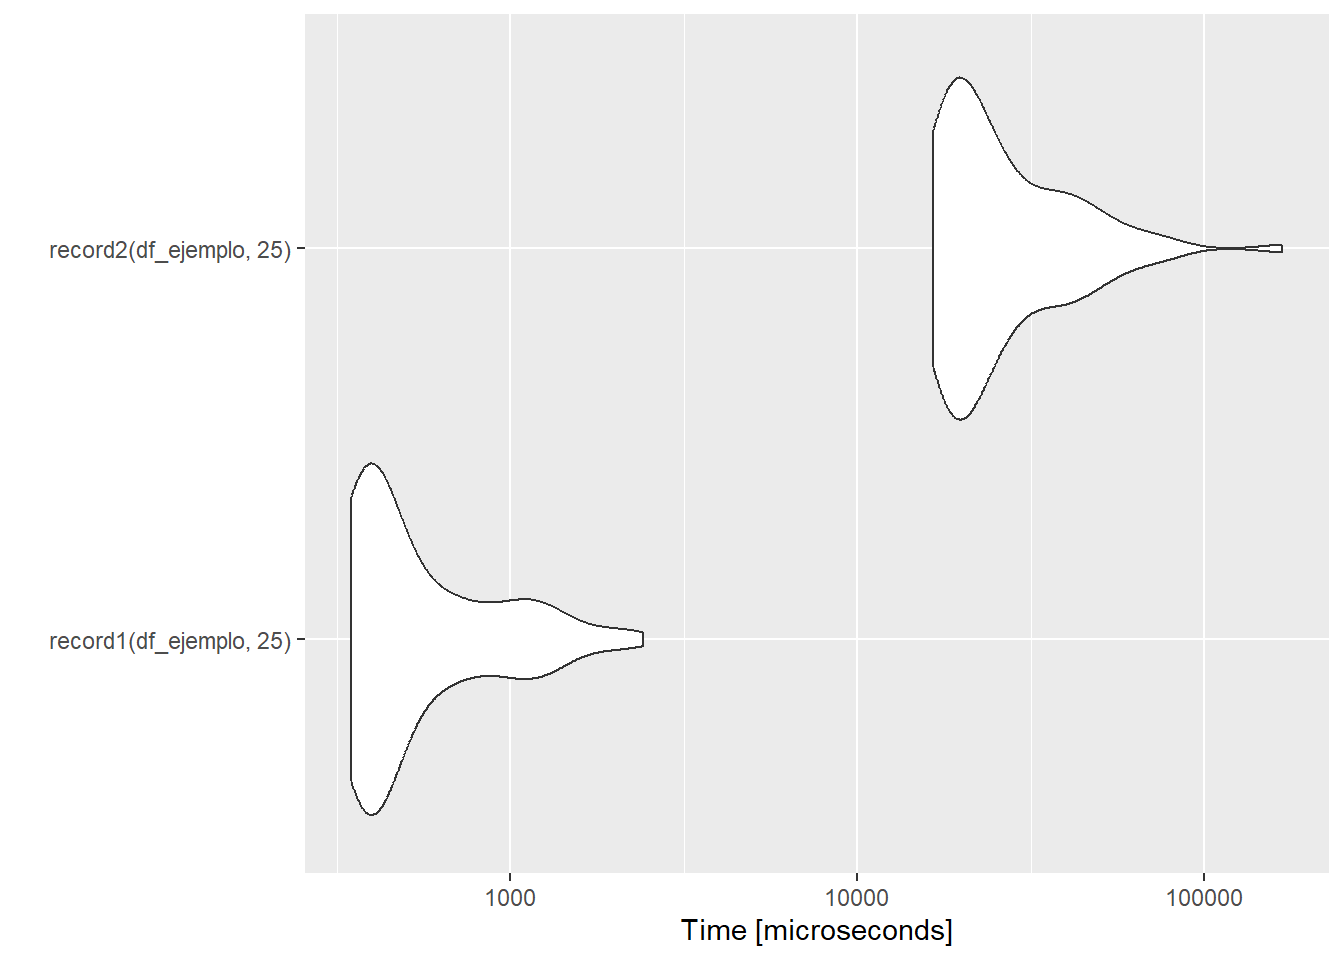 record2(df_ejemplo, 25)
record1(df_ejemplo, 25)
1000 10000 100000
Time [microseconds]